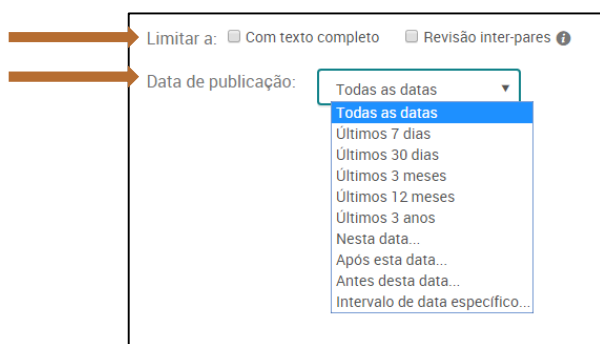 Limitar a: Com texto completo Revisão inter-pares
Data de publicação: Todas as datas
Todas as datas
Últimos 7 dias
Últimos 30 dias
Últimos 3 meses
Últimos 12 meses
Últimos 3 anos
Nesta data...
Após esta data...
Antes desta data...
Intervalo de data específico...